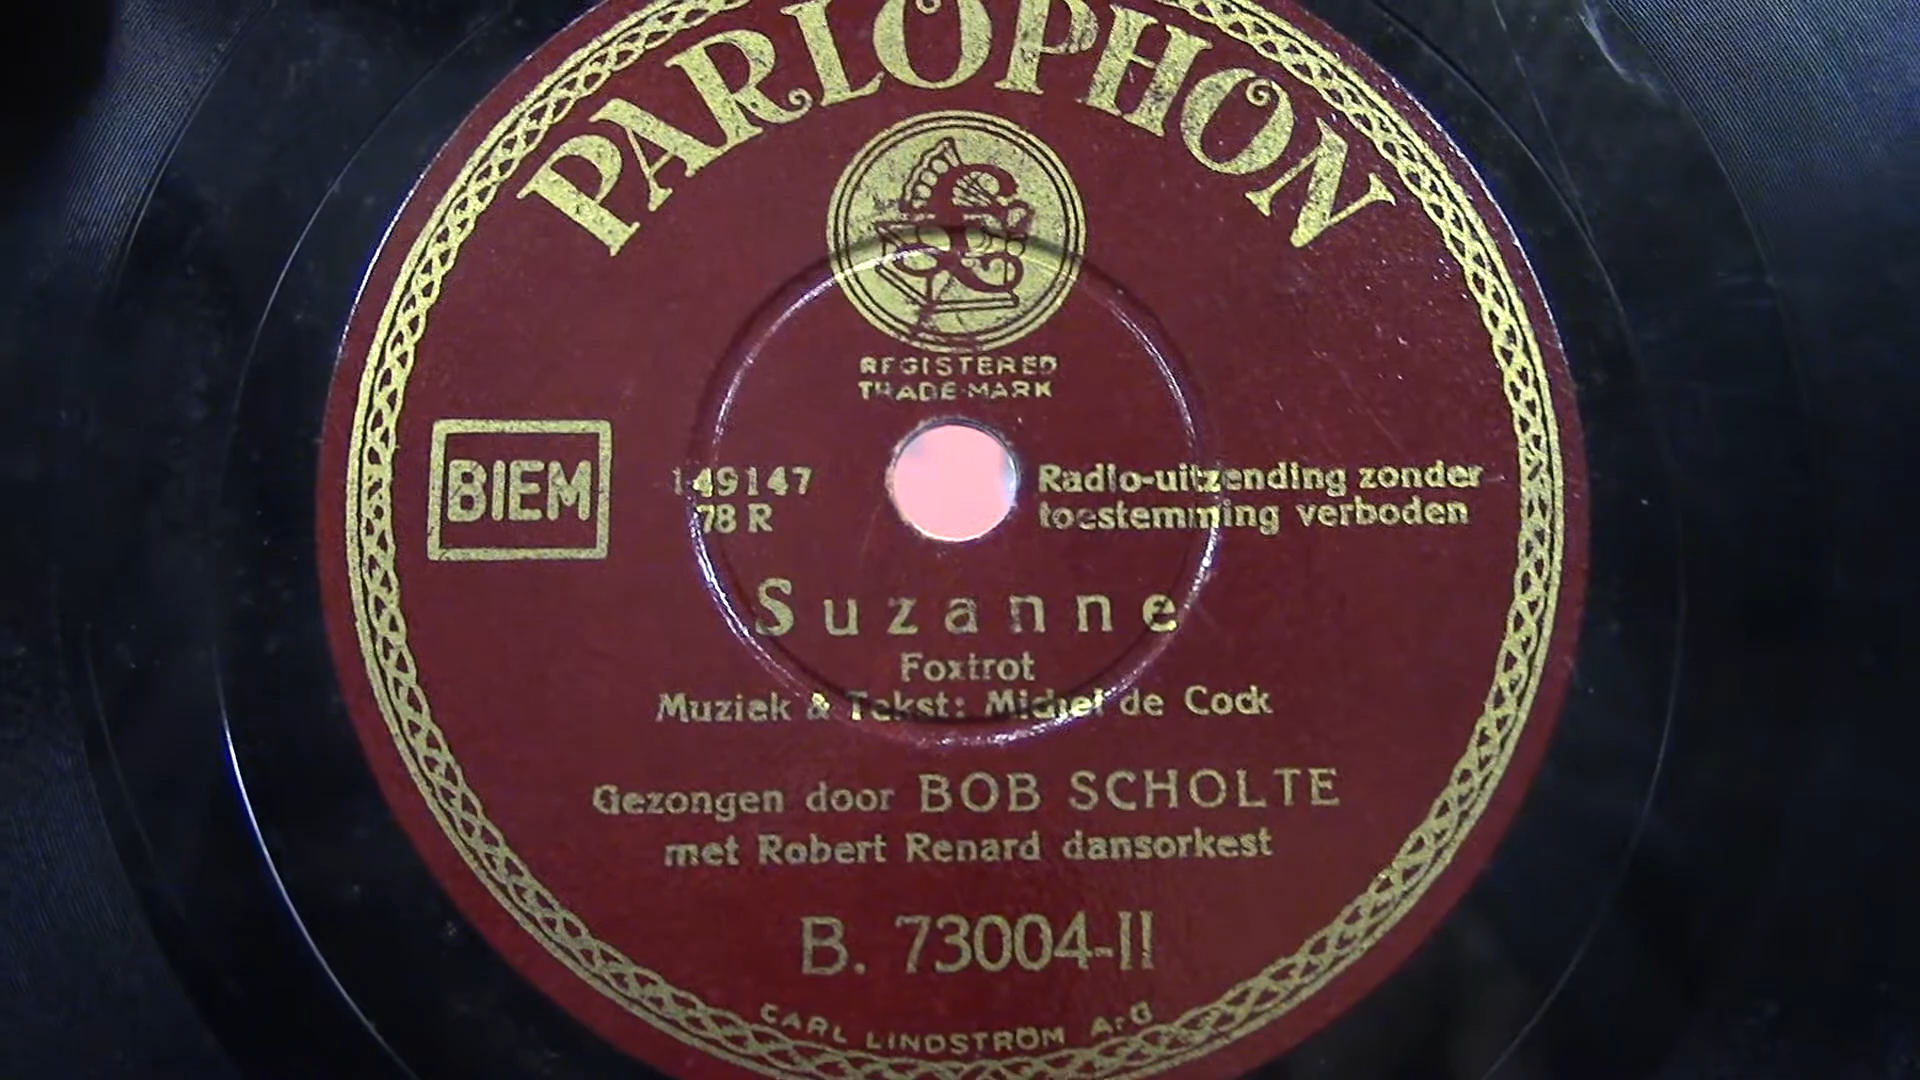 PARLOPHON
REGISTERED
TRADE-MARK
BIEM
149147
78 R
Radio-uitzending zonder
toestemming verboden
Suzanne
Foxtrot
Muziek & Tekst: Michel de Cock
Gezongen door BOB SCHOLTE
met Robert Renard dansorkest
B. 73004-II
CARL LINDSTRÖM A-G